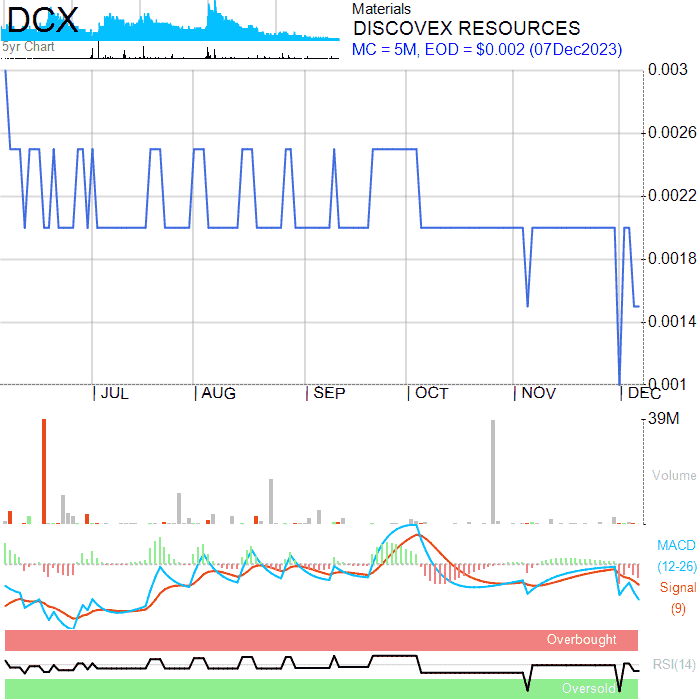 DCX
5yr Chart
Materials
DISCOVEX RESOURCES
MC = 5M, EOD = $0.002 (07Dec2023)
0.003
0.0026
0.0022
0.0018
0.0014
0.001
JUL AUG SEP OCT NOV DEC
39M
Volume
MACD
(12-26)
Signal
(9)
Overbought
RSI(14)
Oversold